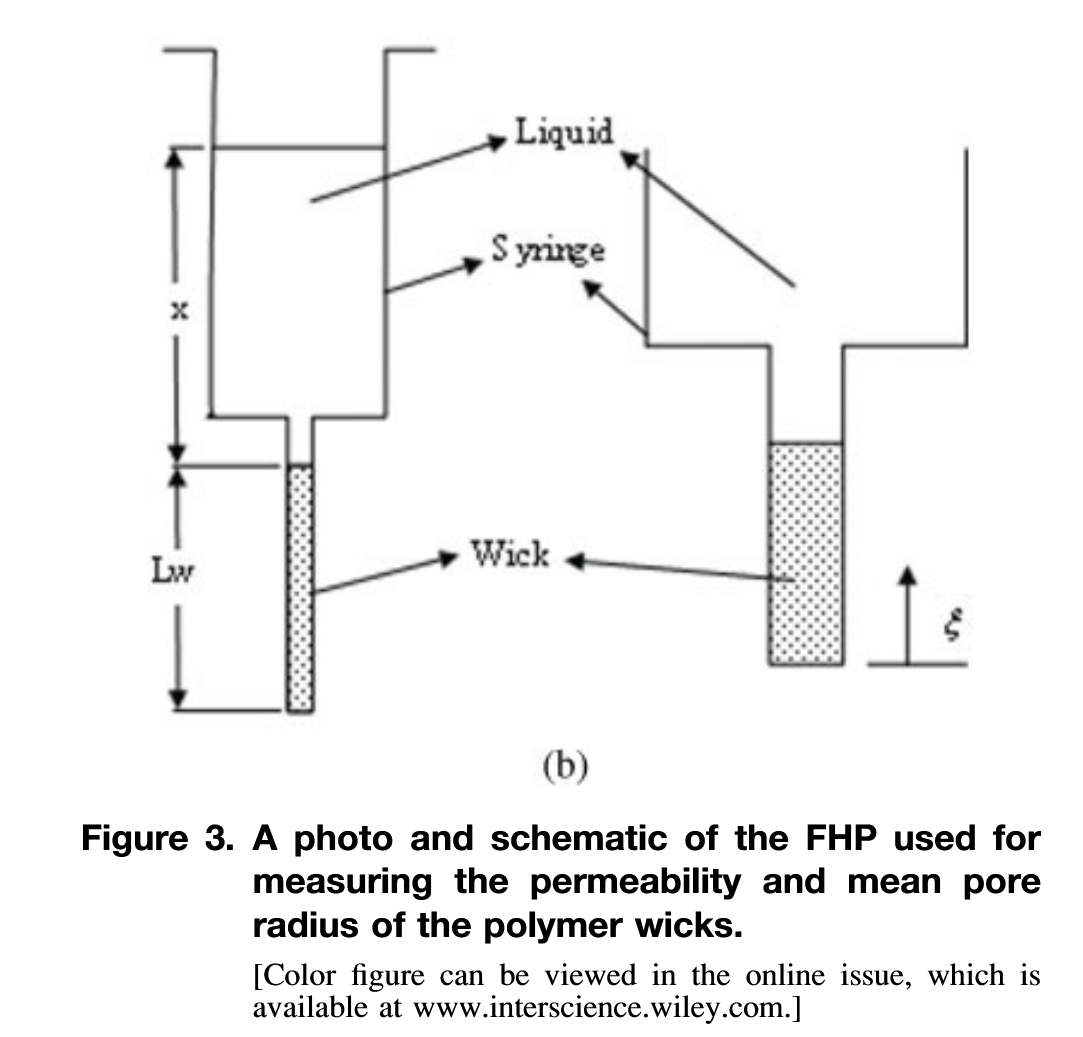 Liquid
Syringe
x
Lw
Wick
ξ
(b)
Figure 3. A photo and schematic of the FHP used for
measuring the permeability and mean pore
radius of the polymer wicks.
[Color figure can be viewed in the online issue, which is
available at www.interscience.wiley.com.]